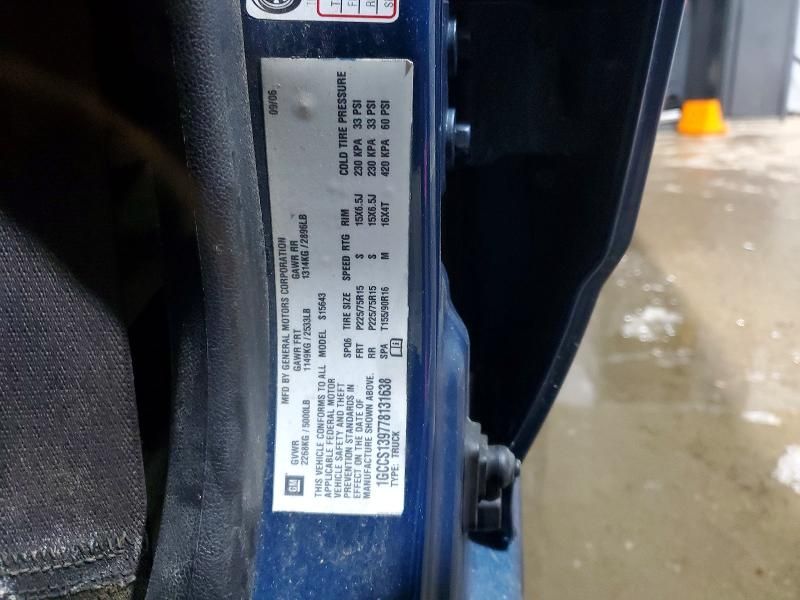 MFD BY GENERAL MOTORS CORPORATION
09/06
GM
GVWR GAWR FRT GAWR RR
2268KG / 5000LB 1149KG / 2533LB 1314KG / 2896LB
THIS VEHICLE CONFORMS TO ALL
APPLICABLE FEDERAL MOTOR
VEHICLE SAFETY AND THEFT
PREVENTION STANDARDS IN
EFFECT ON THE DATE OF
MANUFACTURE SHOWN ABOVE.
1GCCS139778131638
TYPE: TRUCK
MODEL S15643
SPQ6 TIRE SIZE SPEED RTG RIM COLD TIRE PRESSURE
FRT P225/75R15 S 15X6.5J 230 KPA 33 PSI
RR P225/75R15 S 15X6.5J 230 KPA 33 PSI
SPA T155/90R16 M 16X4T 420 KPA 60 PSI